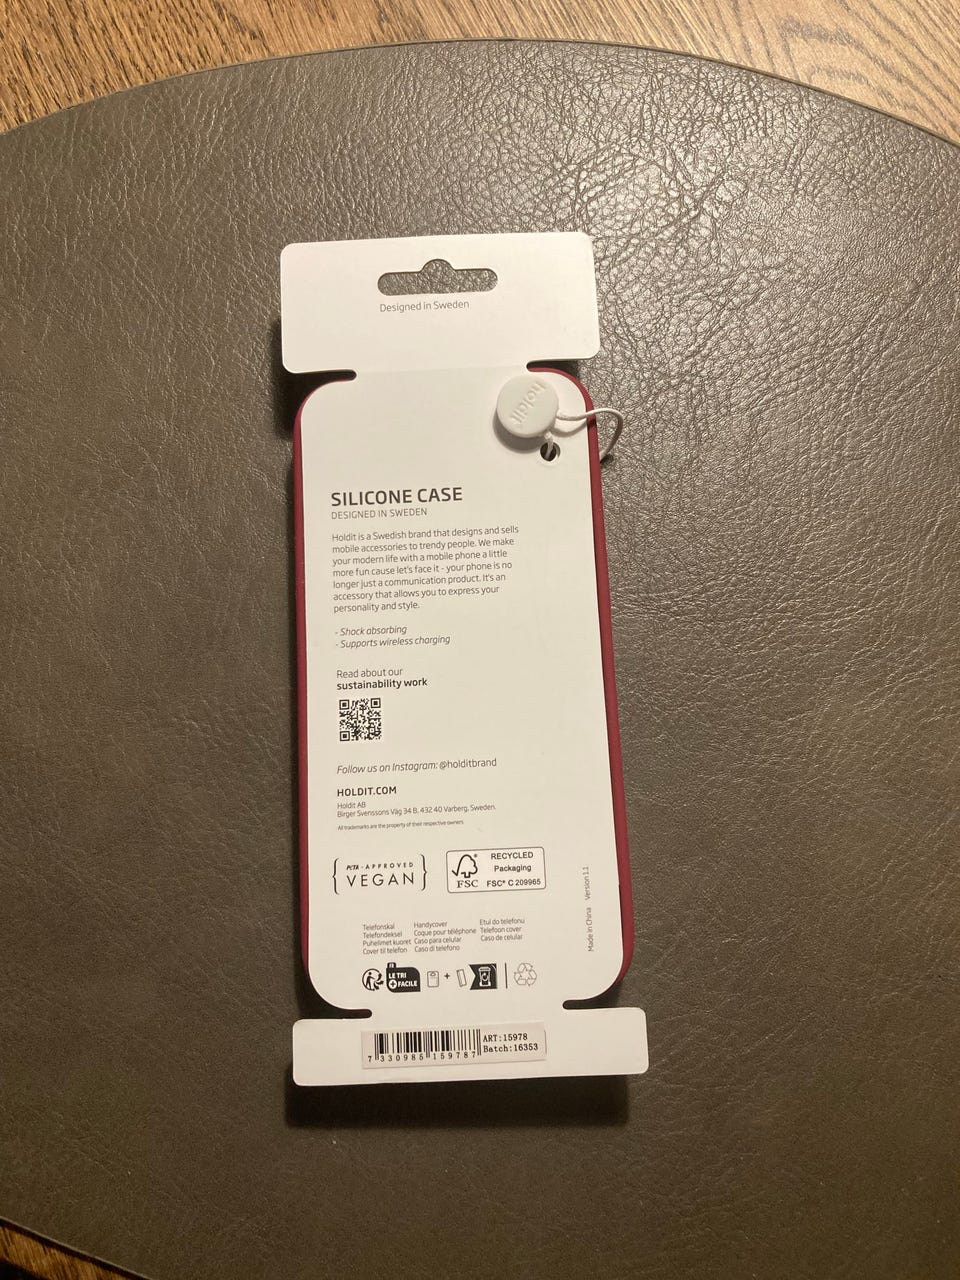 Designed in Sweden
holdit
SILICONE CASE
DESIGNED IN SWEDEN
Holdit is a Swedish brand that designs and sells
mobile accessories to trendy people. We make
your modern life with a mobile phone a little
more fun cause let's face it - your phone is no
longer just a communication product. It's an
accessory that allows you to express your
personality and style.
- Shock absorbing
- Supports wireless charging
Read about our
sustainability work
Follow us on Instagram: @holditbrand
HOLDIT.COM
Holdit AB
Birger Svenssons Väg 34 B, 432 40 Varberg, Sweden.
All trademarks are the property of their respective owners
PETA-APPROVED
VEGAN
FSC
RECYCLED
Packaging
FSC® C 209965
Made in China Version 1.1
Telefonskal
Telefondeksel
Puhelimet kuoret
Cover til telefon
Handycover
Coque pour téléphone
Caso para celular
Caso di telefono
Etui do telefonu
Telefoon cover
Caso de celular
FR
LE TRI
+ FACILE
+
7 330985 159787
ART:15978
Batch:16353